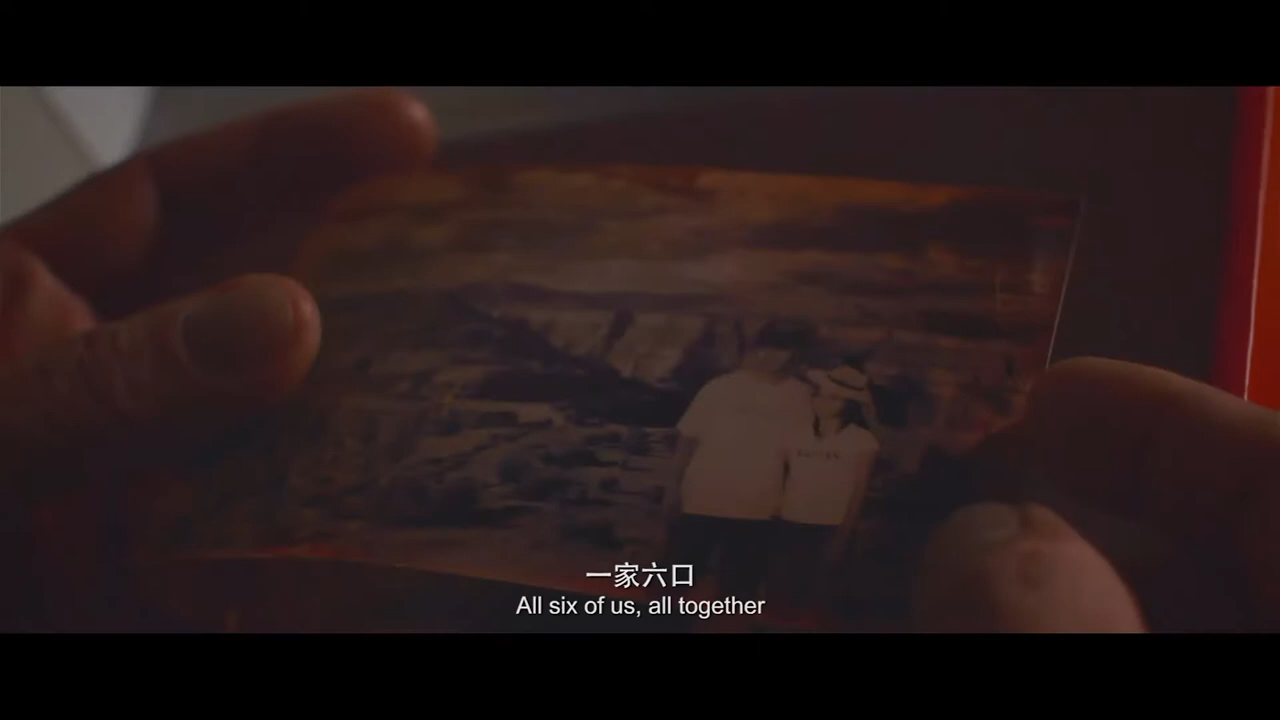 一家六口
All six of us, all together